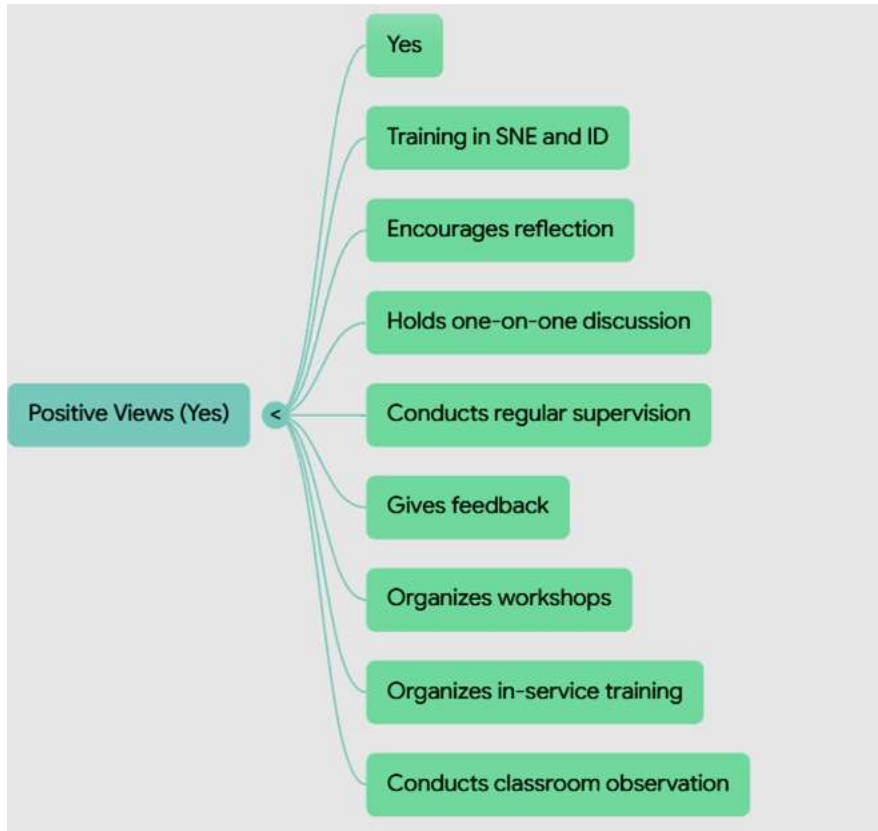 Yes
Training in SNE and ID
Encourages reflection
Holds one-on-one discussion
Positive Views (Yes)
<
Conducts regular supervision
Gives feedback
Organizes workshops
Organizes in-service training
Conducts classroom observation